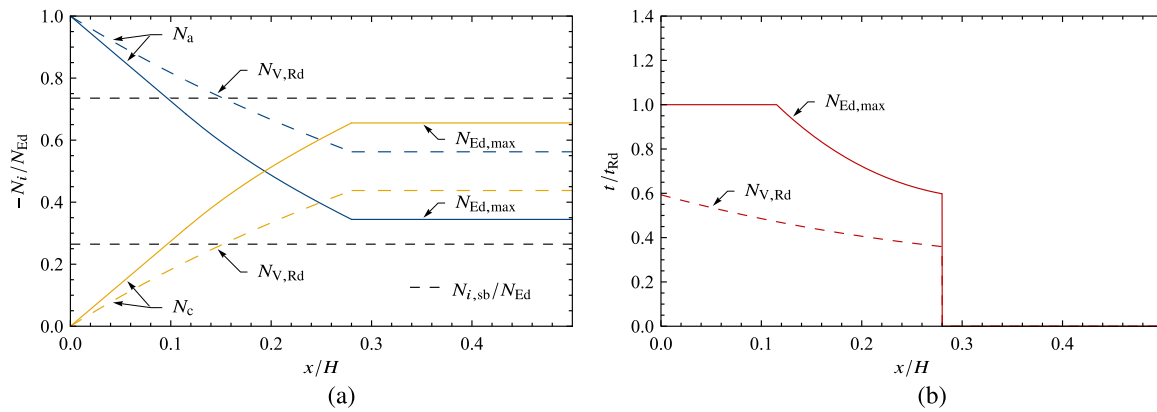 1.0
0.8
0.6
0.4
0.2
0.0
−N_i/N_Ed
N_a
N_V,Rd
N_Ed,max
N_Ed,max
N_V,Rd
N_c
N_i,sb/N_Ed
0.0 0.1 0.2 0.3 0.4
x/H
(a)
1.4
1.2
1.0
0.8
0.6
0.4
0.2
0.0
t/t_Rd
N_Ed,max
N_V,Rd
0.0 0.1 0.2 0.3 0.4
x/H
(b)